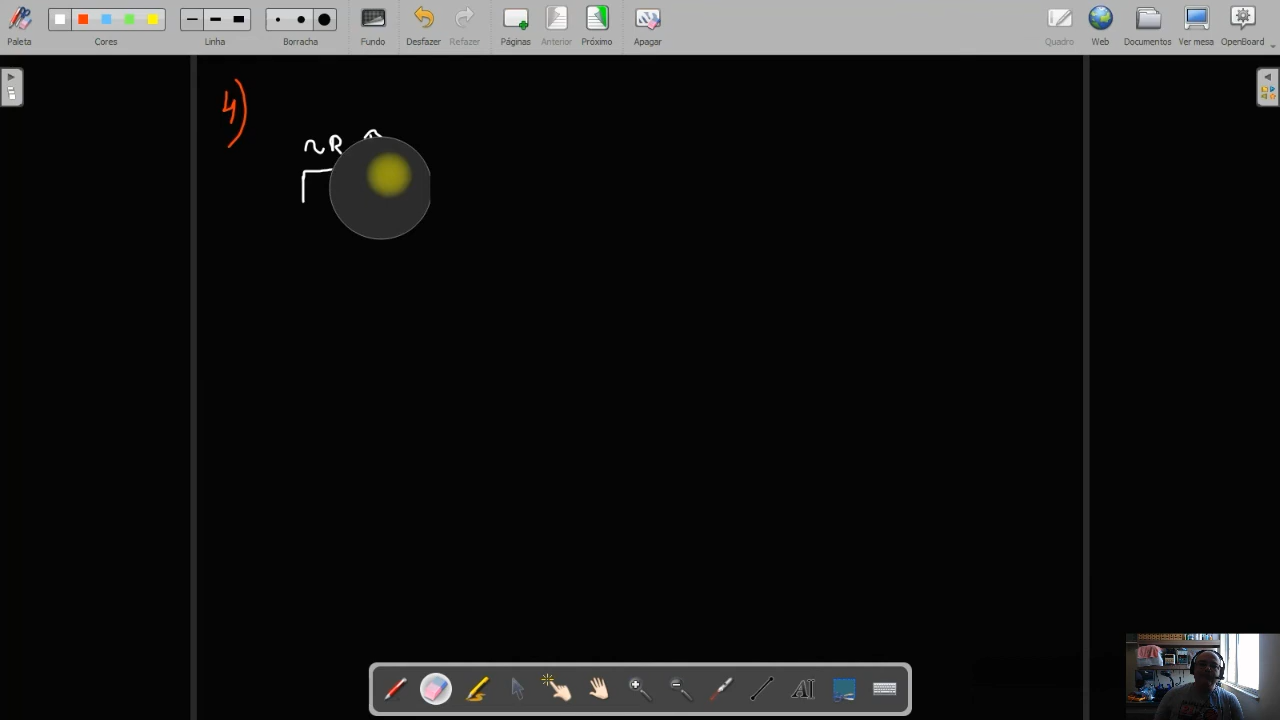 Paleta Cores Linha Borracha Fundo Desfazer Refazer Páginas Anterior Próximo Apagar Quadro Web Documentos Ver mesa OpenBoard
4)
~R